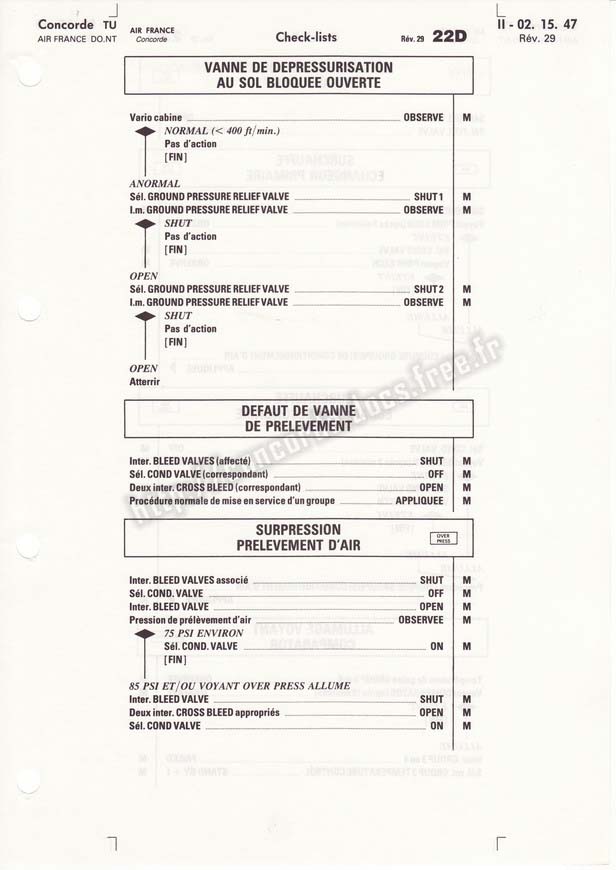 Concorde TU
AIR FRANCE DO.NT
AIR FRANCE
Concorde
Check-lists
Rév. 29 22D
II - 02. 15. 47
Rév. 29
VANNE DE DEPRESSURISATION
AU SOL BLOQUEE OUVERTE
Vario cabine OBSERVE M
NORMAL (< 400 ft/min.)
Pas d'action
[FIN]
ANORMAL
Sél. GROUND PRESSURE RELIEF VALVE SHUT 1 M
I.m. GROUND PRESSURE RELIEF VALVE OBSERVE M
SHUT
Pas d'action
[FIN]
OPEN
Sél. GROUND PRESSURE RELIEF VALVE SHUT 2 M
I.m. GROUND PRESSURE RELIEF VALVE OBSERVE M
SHUT
Pas d'action
[FIN]
OPEN
Atterrir
DEFAUT DE VANNE
DE PRELEVEMENT
Inter. BLEED VALVES (affecté) SHUT M
Sél. COND VALVE (correspondant) OFF M
Deux inter. CROSS BLEED (correspondant) OPEN M
Procédure normale de mise en service d'un groupe APPLIQUEE M
SURPRESSION
PRELEVEMENT D'AIR
OVER
PRESS
Inter. BLEED VALVES associé SHUT M
Sél. COND. VALVE OFF M
Inter. BLEED VALVE OPEN M
Pression de prélèvement d'air OBSERVEE M
75 PSI ENVIRON
Sél. COND. VALVE ON M
[FIN]
85 PSI ET/OU VOYANT OVER PRESS ALLUME
Inter. BLEED VALVE SHUT M
Deux inter. CROSS BLEED appropriés OPEN M
Sél. COND VALVE ON M